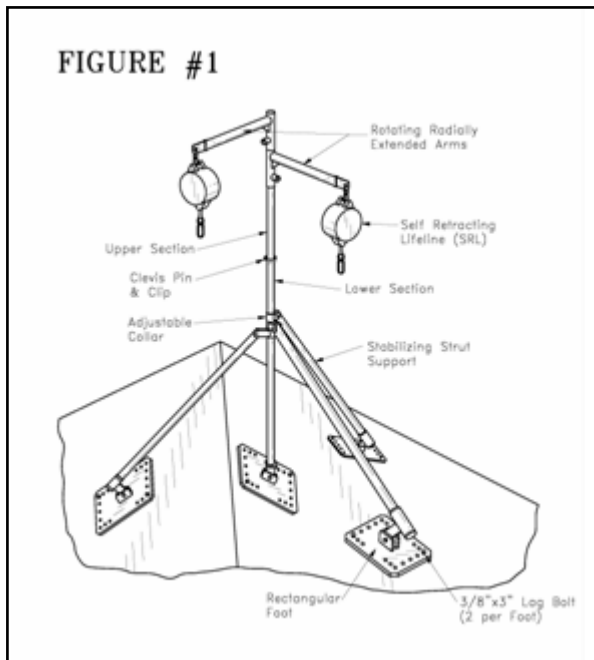 FIGURE #1
Rotating Radially
Extended Arms
Self Retracting
Lifeline (SRL)
Upper Section
Clevis Pin
& Clip
Lower Section
Adjustable
Collar
Stabilizing Strut
Support
Rectangular
Foot
3/8"x3" Lag Bolt
(2 per Foot)